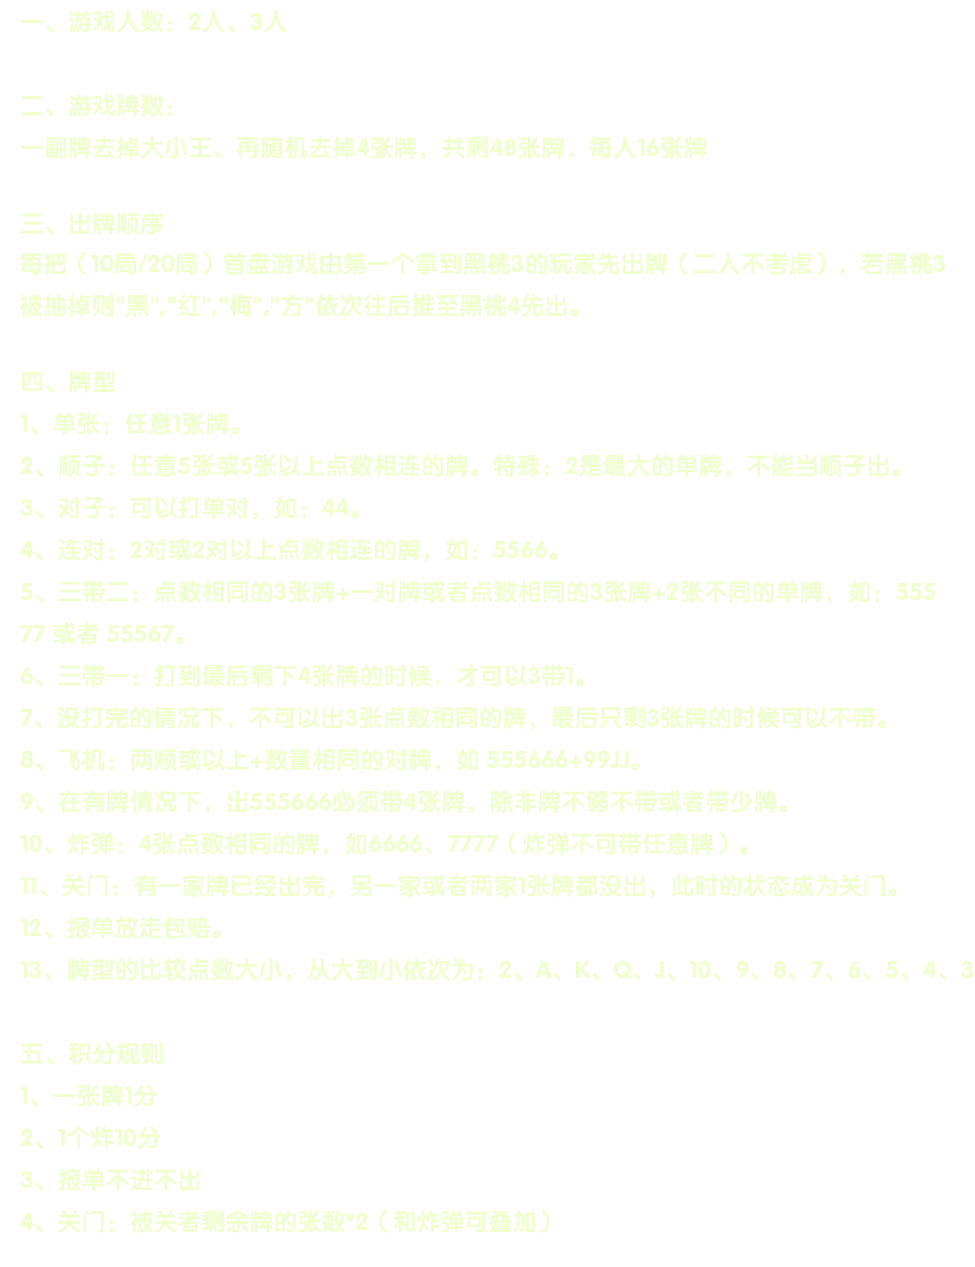 一、游戏人数：2人、3人
二、游戏牌数：
一副牌去掉大小王、再随机去掉4张牌，共剩48张牌，每人16张牌
三、出牌顺序
每把（10局/20局）首盘游戏由第一个拿到黑桃3的玩家先出牌（二人不考虑），若黑桃3
被抽掉则"黑","红","梅","方"依次往后推至黑桃4先出。
四、牌型
1、单张：任意1张牌。
2、顺子：任意5张或5张以上点数相连的牌。特殊：2是最大的单牌，不能当顺子出。
3、对子：可以打单对，如：44。
4、连对：2对或2对以上点数相连的牌，如：5566。
5、三带二：点数相同的3张牌+一对牌或者点数相同的3张牌+2张不同的单牌，如：555
77 或者 55567。
6、三带一：打到最后剩下4张牌的时候，才可以3带1。
7、没打完的情况下，不可以出3张点数相同的牌，最后只剩3张牌的时候可以不带。
8、飞机：两顺或以上+数量相同的对牌，如 555666+99JJ。
9、在有牌情况下，出555666必须带4张牌，除非牌不够不带或者带少牌。
10、炸弹：4张点数相同的牌，如6666、7777（炸弹不可带任意牌）。
11、关门：有一家牌已经出完，另一家或者两家1张牌都没出，此时的状态成为关门。
12、报单放走包赔。
13、牌型的比较点数大小，从大到小依次为：2、A、K、Q、J、10、9、8、7、6、5、4、3
五、积分规则
1、一张牌1分
2、1个炸10分
3、报单不进不出
4、关门：被关者剩余牌的张数*2（和炸弹可叠加）